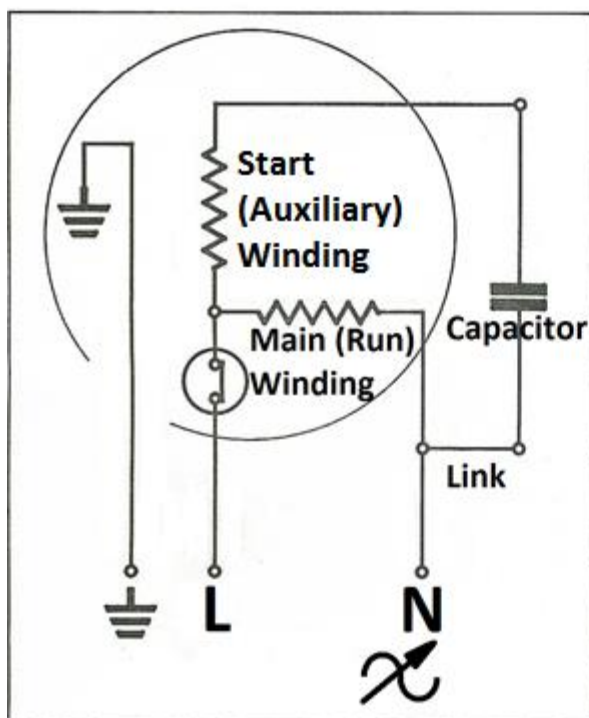 Start
(Auxiliary)
Winding
Main (Run)
Winding
Capacitor
Link
L
N